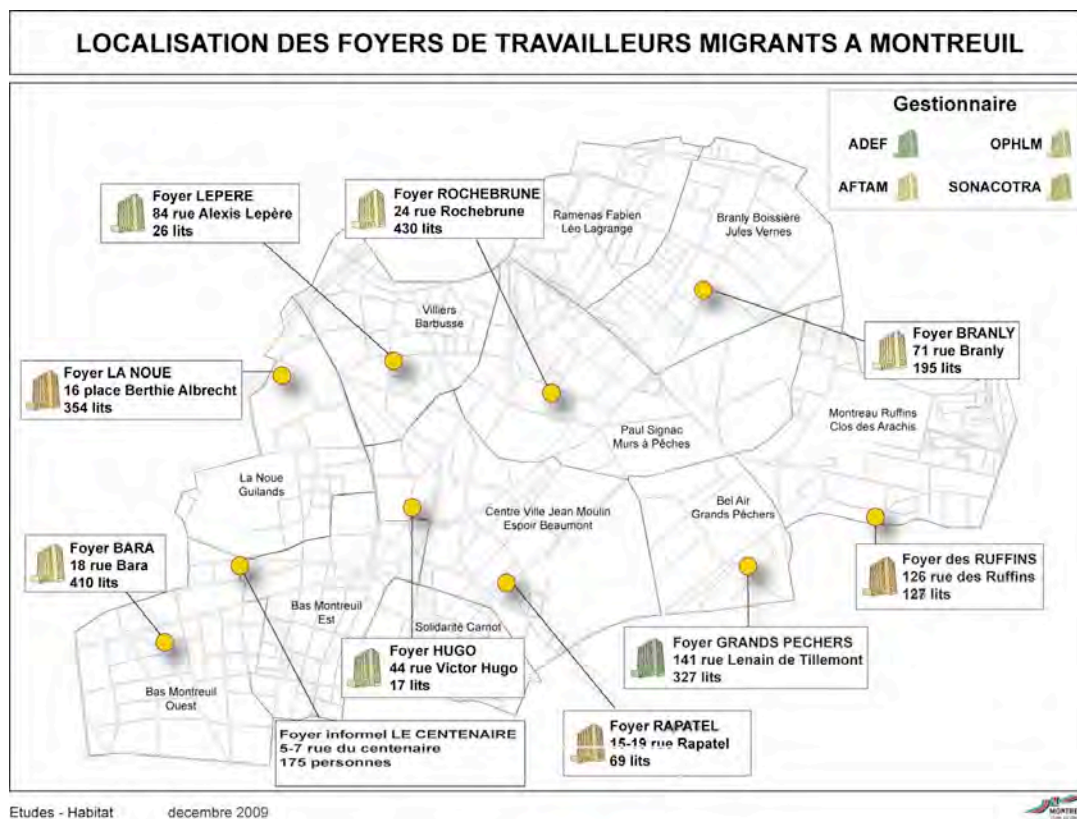 LOCALISATION DES FOYERS DE TRAVAILLEURS MIGRANTS A MONTREUIL
Gestionnaire
ADEF
OPHLM
AFTAM
SONACOTRA
Foyer LEPERE
84 rue Alexis Lepère
26 lits
Foyer ROCHEBRUNE
24 rue Rochebrune
430 lits
Ramenas Fabien
Léo Lagrange
Branly Boissière
Jules Vernes
Villiers
Barbusse
Foyer BRANLY
71 rue Branly
195 lits
Foyer LA NOUE
16 place Berthie Albrecht
354 lits
Montreau Ruffins
Clos des Arachis
Paul Signac
Murs à Pêches
La Noue
Guilands
Centre Ville Jean Moulin
Espoir Beaumont
Bel Air
Grands Pêchers
Foyer BARA
18 rue Bara
410 lits
Foyer des RUFFINS
126 rue des Ruffins
127 lits
Bas Montreuil
Est
Solidarité Carnot
Foyer HUGO
44 rue Victor Hugo
17 lits
Foyer GRANDS PECHERS
141 rue Lenain de Tillemont
327 lits
Bas Montreuil
Ouest
Foyer informel LE CENTENAIRE
5-7 rue du centenaire
175 personnes
Foyer RAPATEL
15-19 rue Rapatel
69 lits
Etudes - Habitat
decembre 2009